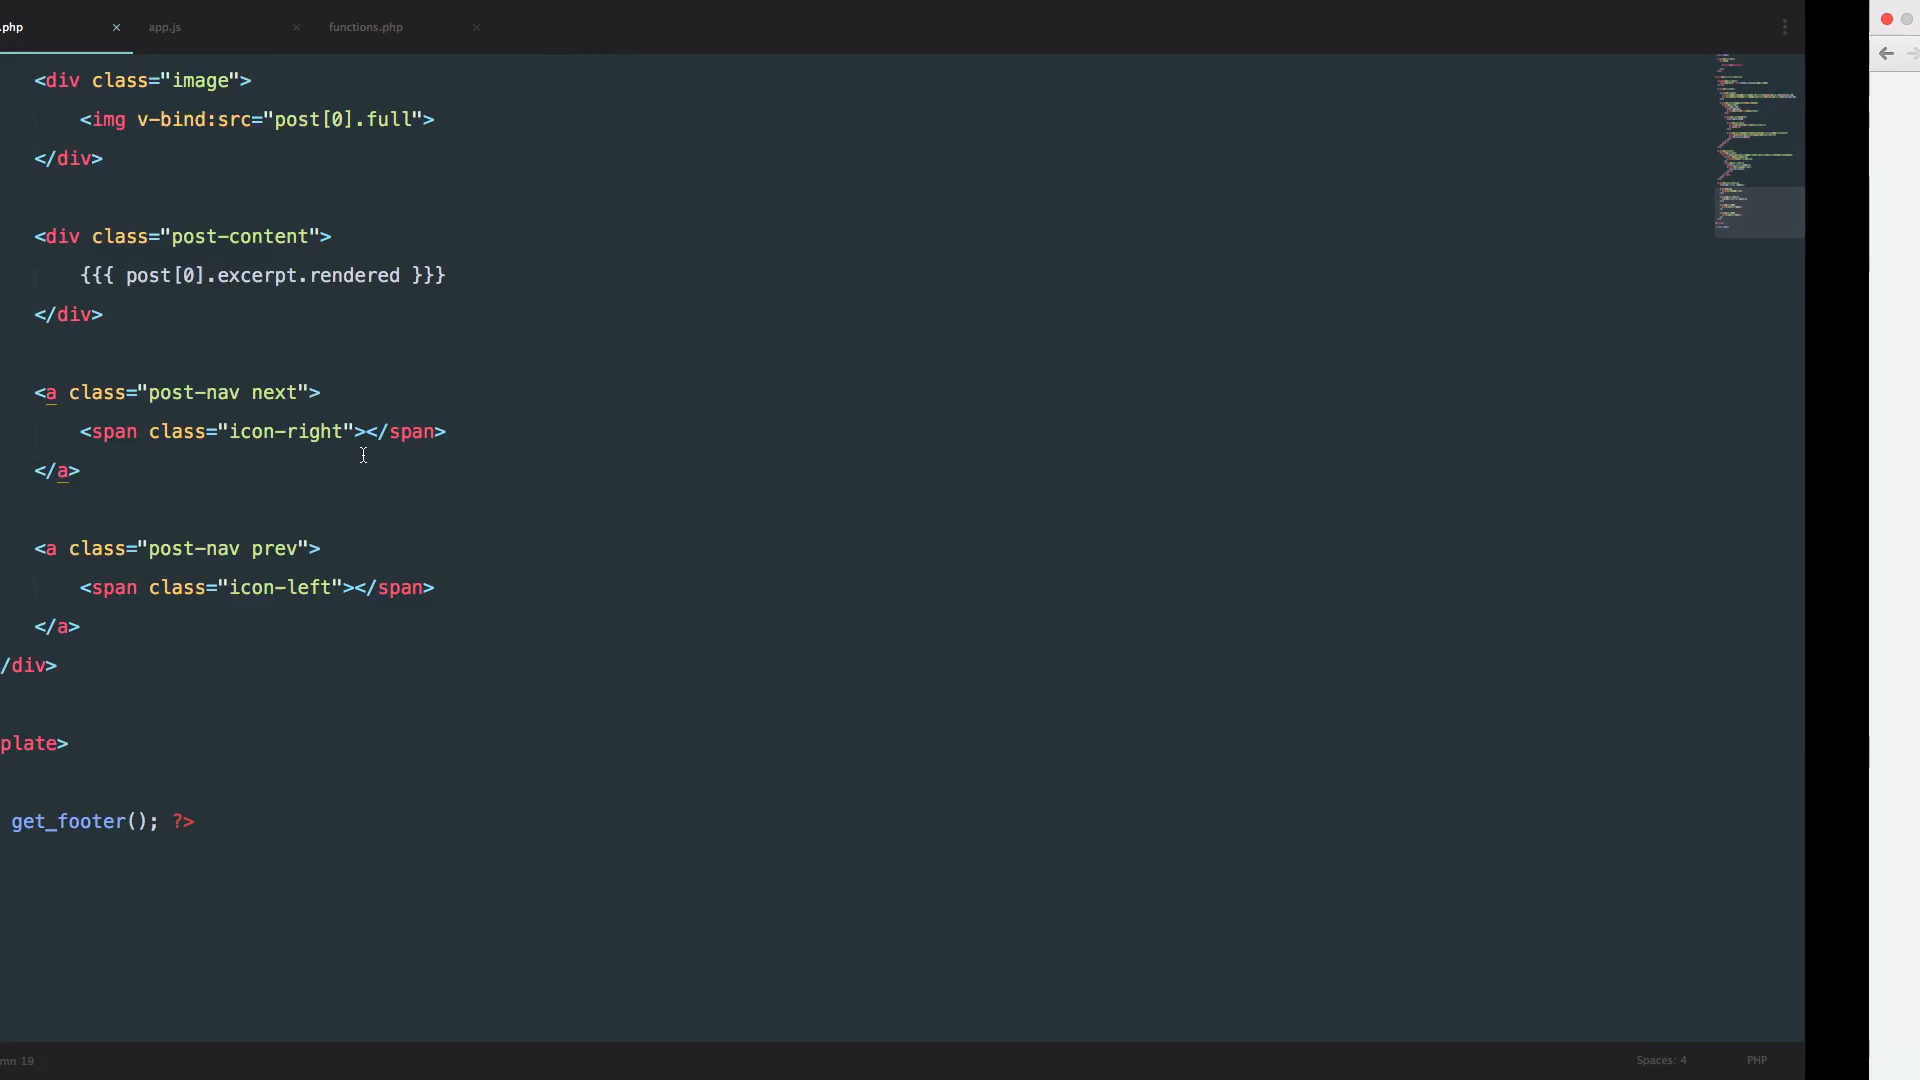 .php
app.js
functions.php
<div class="image">
<img v-bind:src="post[0].full">
</div>
<div class="post-content">
{{{ post[0].excerpt.rendered }}}
</div>
<a class="post-nav next">
<span class="icon-right"></span>
</a>
<a class="post-nav prev">
<span class="icon-left"></span>
</a>
/div>
plate>
get_footer(); ?>
mn 19
Spaces: 4
PHP